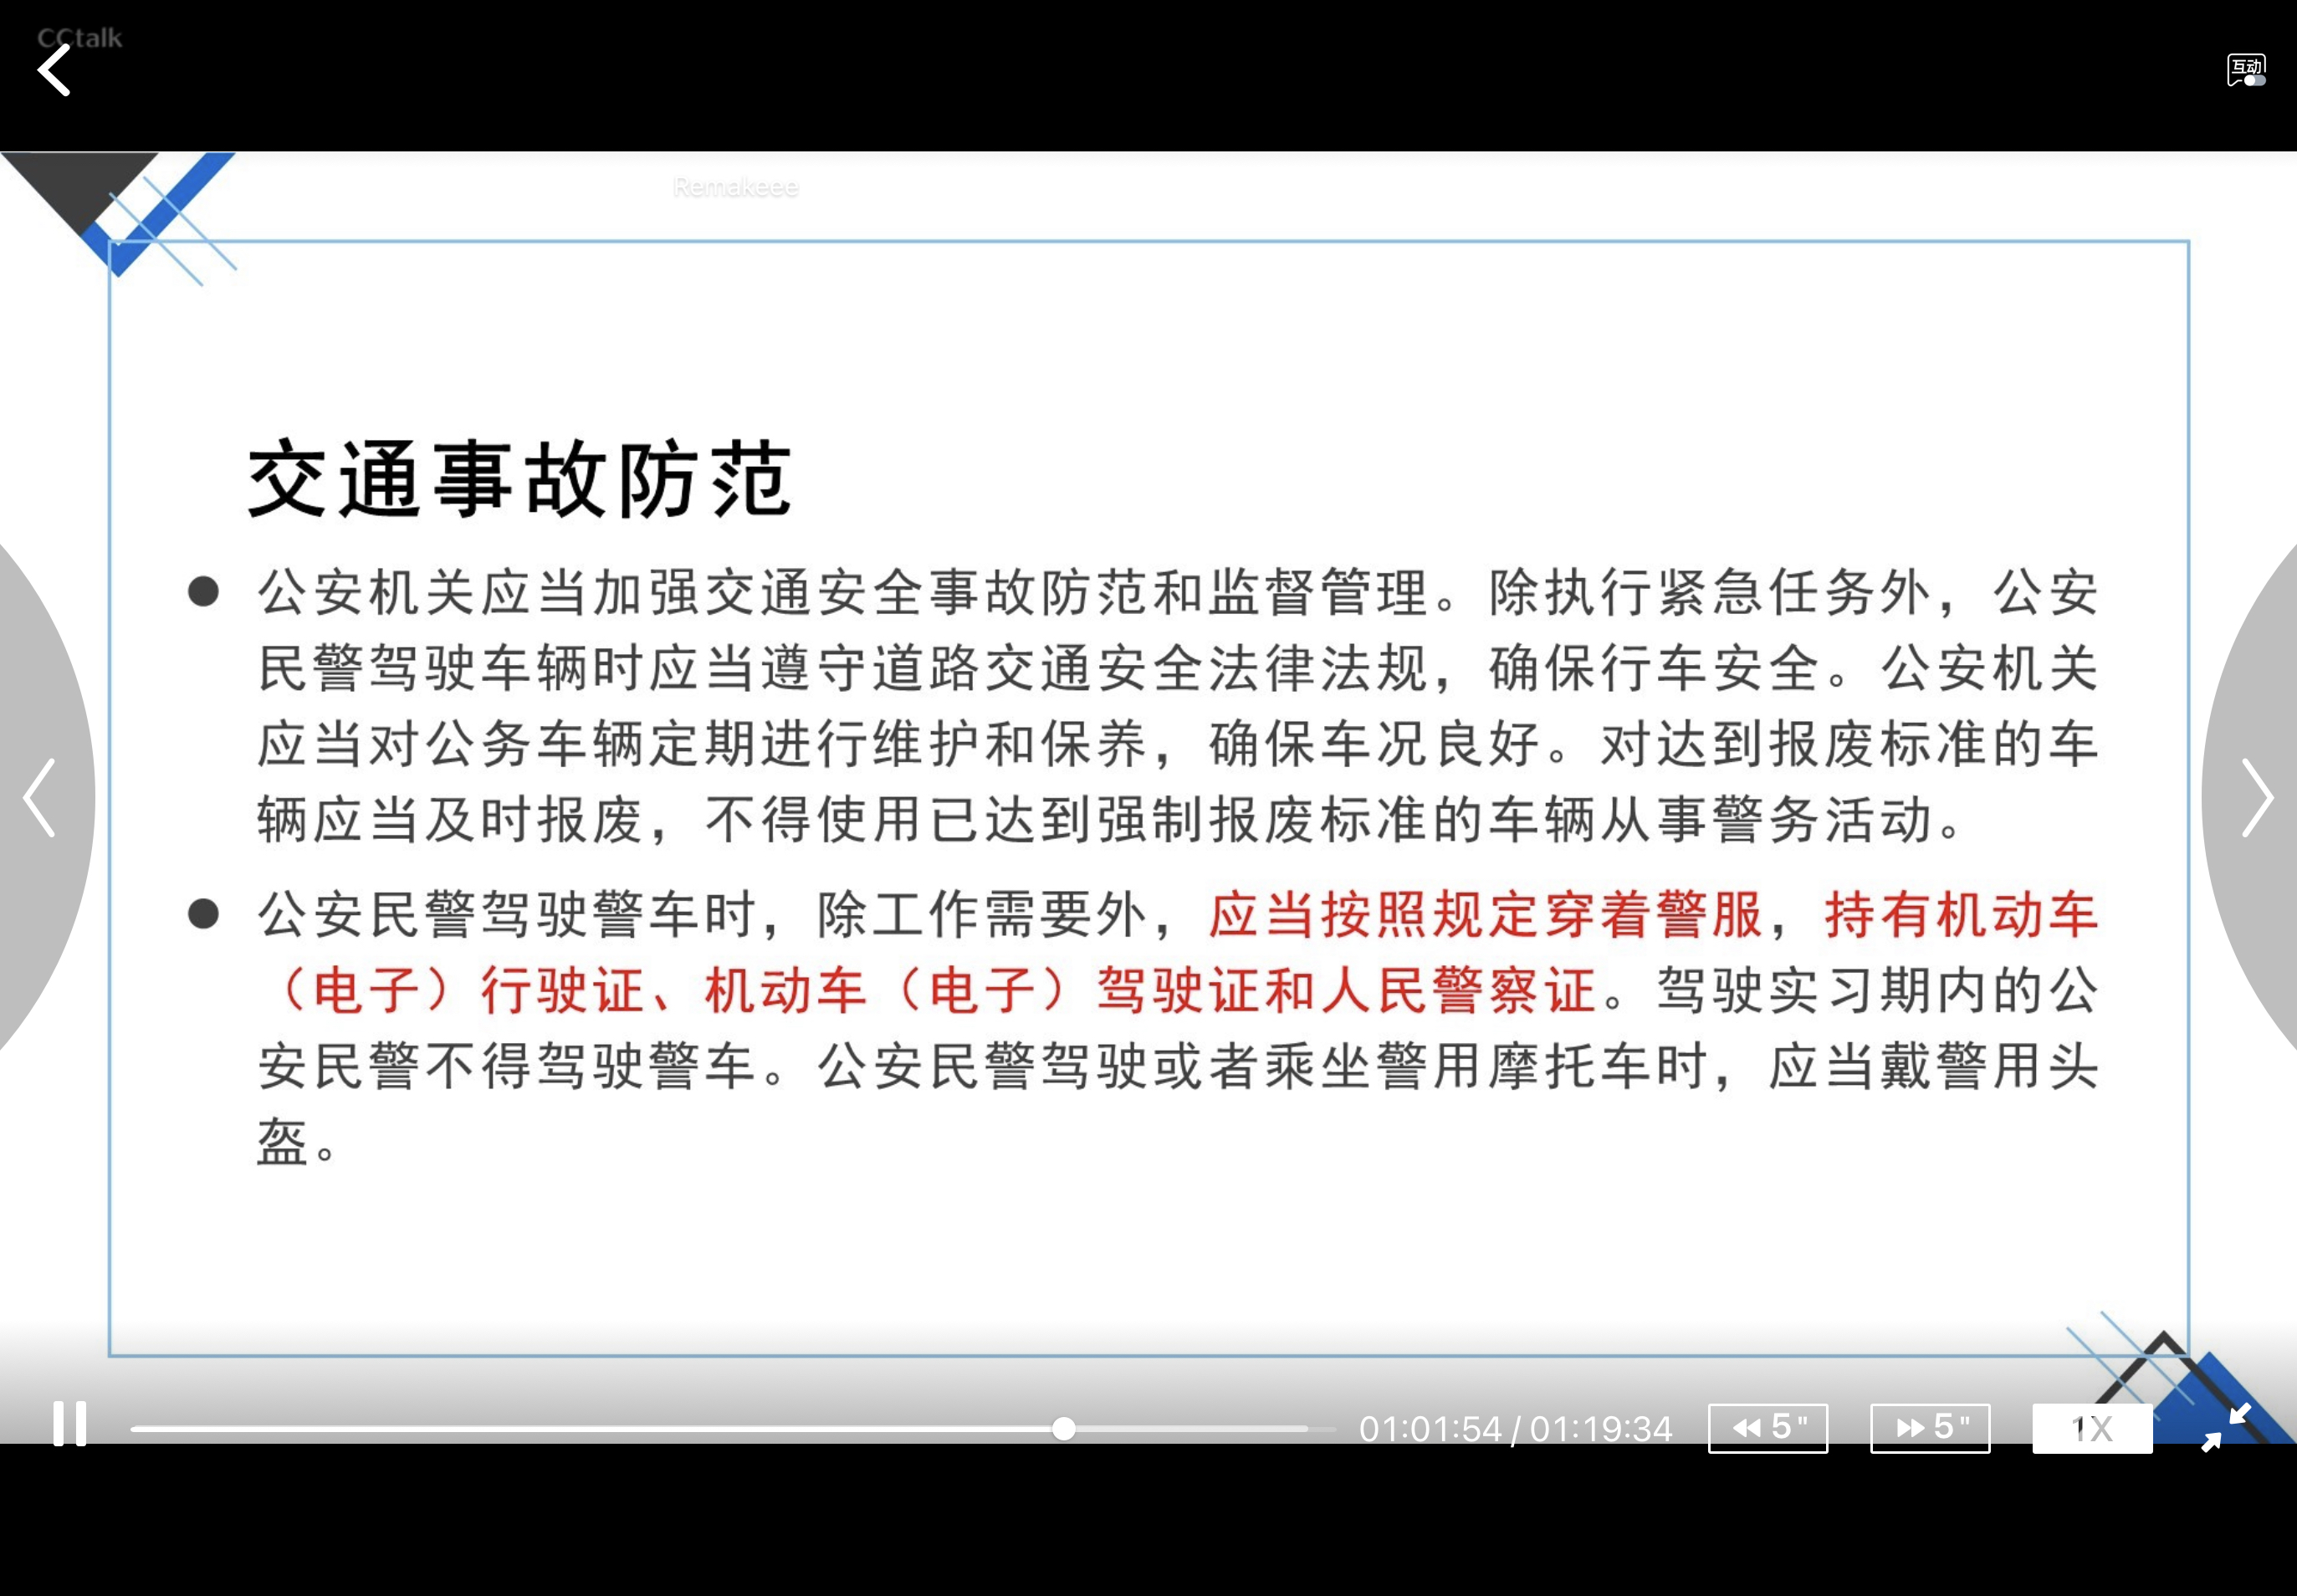 CCtalk
互动
Remakeee
交通事故防范
公安机关应当加强交通安全事故防范和监督管理。除执行紧急任务外，公安
民警驾驶车辆时应当遵守道路交通安全法律法规，确保行车安全。公安机关
应当对公务车辆定期进行维护和保养，确保车况良好。对达到报废标准的车
辆应当及时报废，不得使用已达到强制报废标准的车辆从事警务活动。
公安民警驾驶警车时，除工作需要外，应当按照规定穿着警服，持有机动车
（电子）行驶证、机动车（电子）驾驶证和人民警察证。驾驶实习期内的公
安民警不得驾驶警车。公安民警驾驶或者乘坐警用摩托车时，应当戴警用头
盔。
01:01:54 / 01:19:34 5" 5" 1X